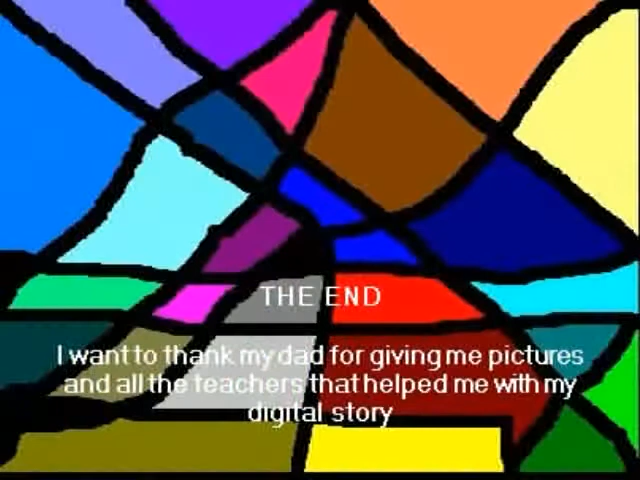 THE END
I want to thank my dad for giving me pictures
and all the teachers that helped me with my
digital story